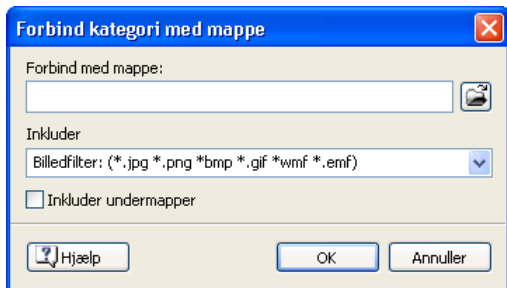 Forbind kategori med mappe
Forbind med mappe:
Inkluder
Billedfilter: (*.jpg *.png *bmp *.gif *wmf *.emf)
Inkluder undermapper
Hjælp
OK
Annuller